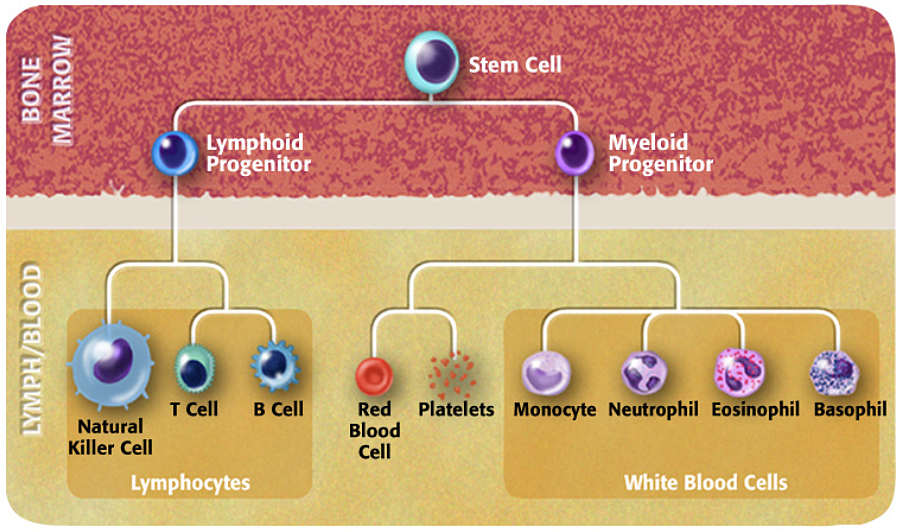 BONE
MARROW
Stem Cell
Lymphoid
Progenitor
Myeloid
Progenitor
LYMPH/BLOOD
Natural
Killer Cell
T Cell
B Cell
Red
Blood
Cell
Platelets
Monocyte
Neutrophil
Eosinophil
Basophil
Lymphocytes
White Blood Cells